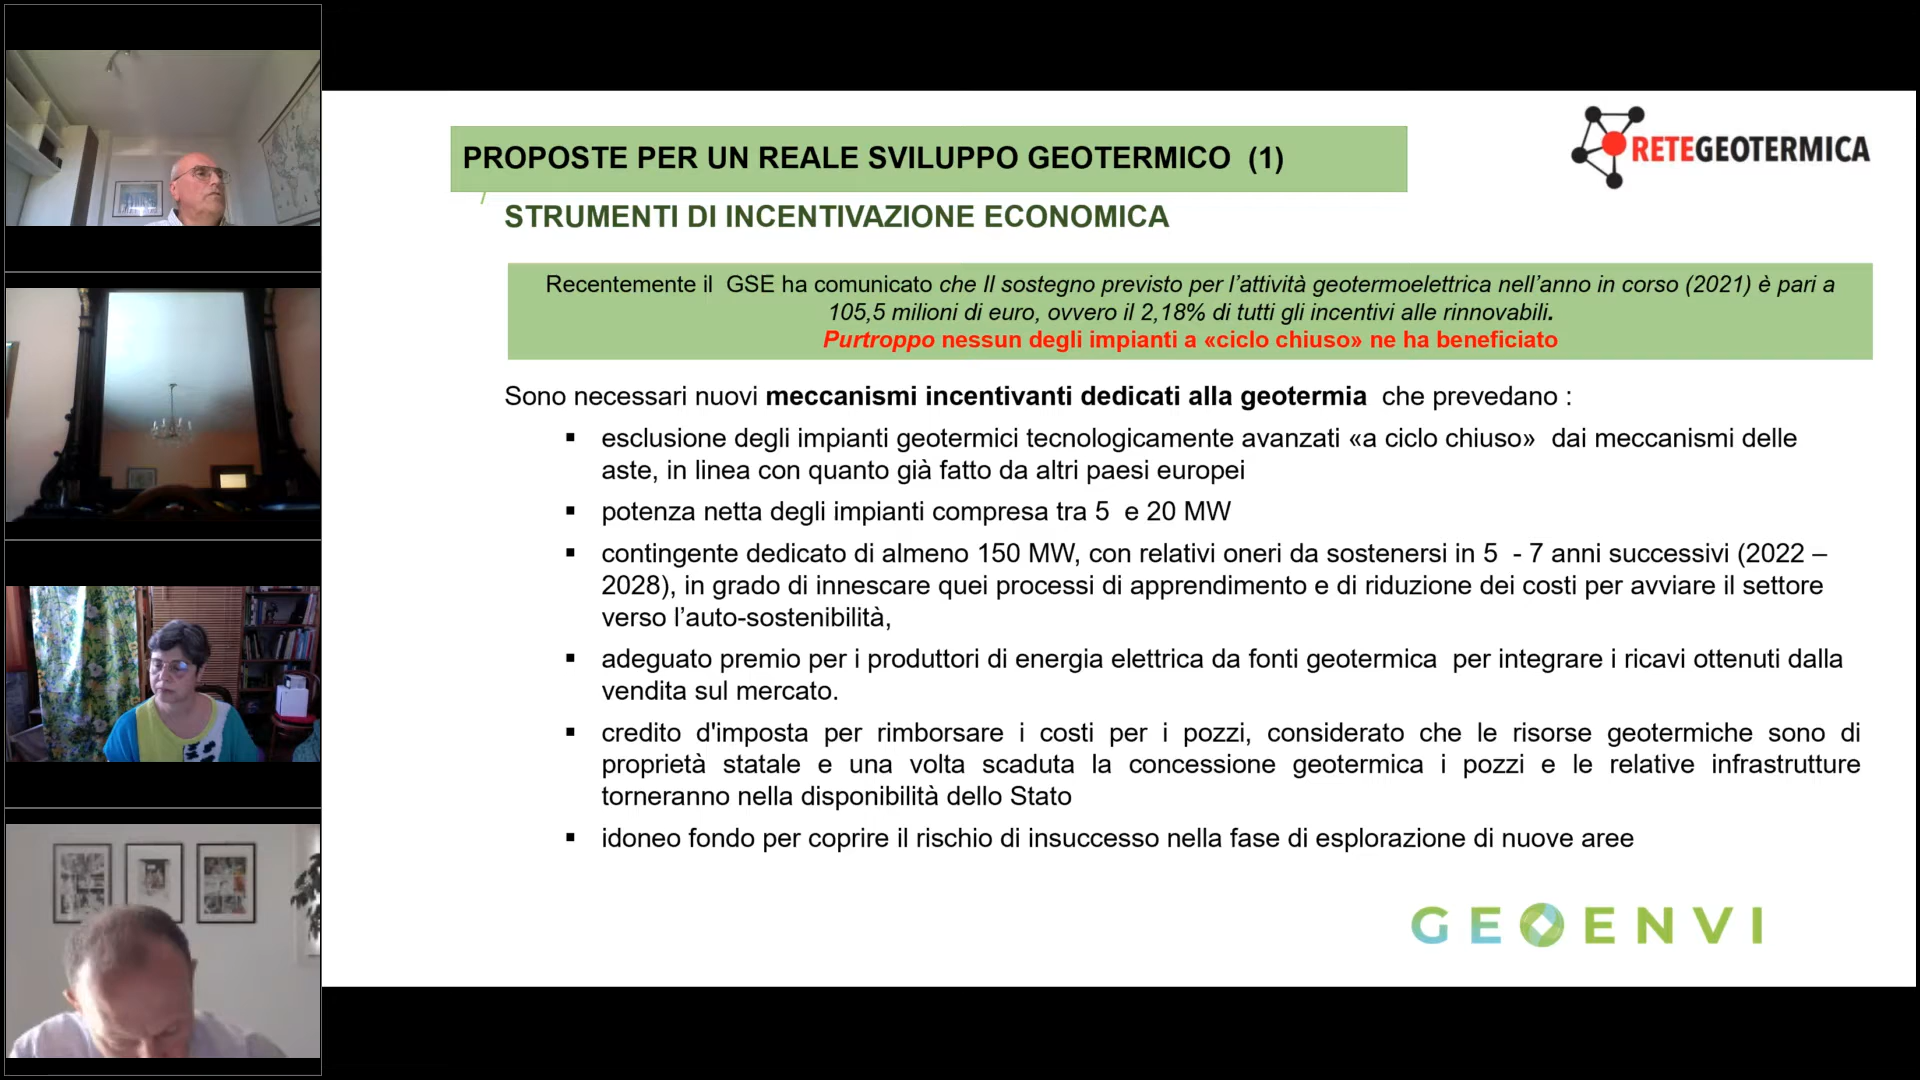 PROPOSTE PER UN REALE SVILUPPO GEOTERMICO (1)
RETEGEOTERMICA
STRUMENTI DI INCENTIVAZIONE ECONOMICA
Recentemente il GSE ha comunicato che Il sostegno previsto per l’attività geotermoelettrica nell’anno in corso (2021) è pari a
105,5 milioni di euro, ovvero il 2,18% di tutti gli incentivi alle rinnovabili.
Purtroppo nessun degli impianti a «ciclo chiuso» ne ha beneficiato
Sono necessari nuovi meccanismi incentivanti dedicati alla geotermia che prevedano :
▪ esclusione degli impianti geotermici tecnologicamente avanzati «a ciclo chiuso» dai meccanismi delle
aste, in linea con quanto già fatto da altri paesi europei
▪ potenza netta degli impianti compresa tra 5 e 20 MW
▪ contingente dedicato di almeno 150 MW, con relativi oneri da sostenersi in 5 - 7 anni successivi (2022 –
2028), in grado di innescare quei processi di apprendimento e di riduzione dei costi per avviare il settore
verso l’auto-sostenibilità,
▪ adeguato premio per i produttori di energia elettrica da fonti geotermica per integrare i ricavi ottenuti dalla
vendita sul mercato.
▪ credito d'imposta per rimborsare i costi per i pozzi, considerato che le risorse geotermiche sono di
proprietà statale e una volta scaduta la concessione geotermica i pozzi e le relative infrastrutture
torneranno nella disponibilità dello Stato
▪ idoneo fondo per coprire il rischio di insuccesso nella fase di esplorazione di nuove aree
GEOENVI